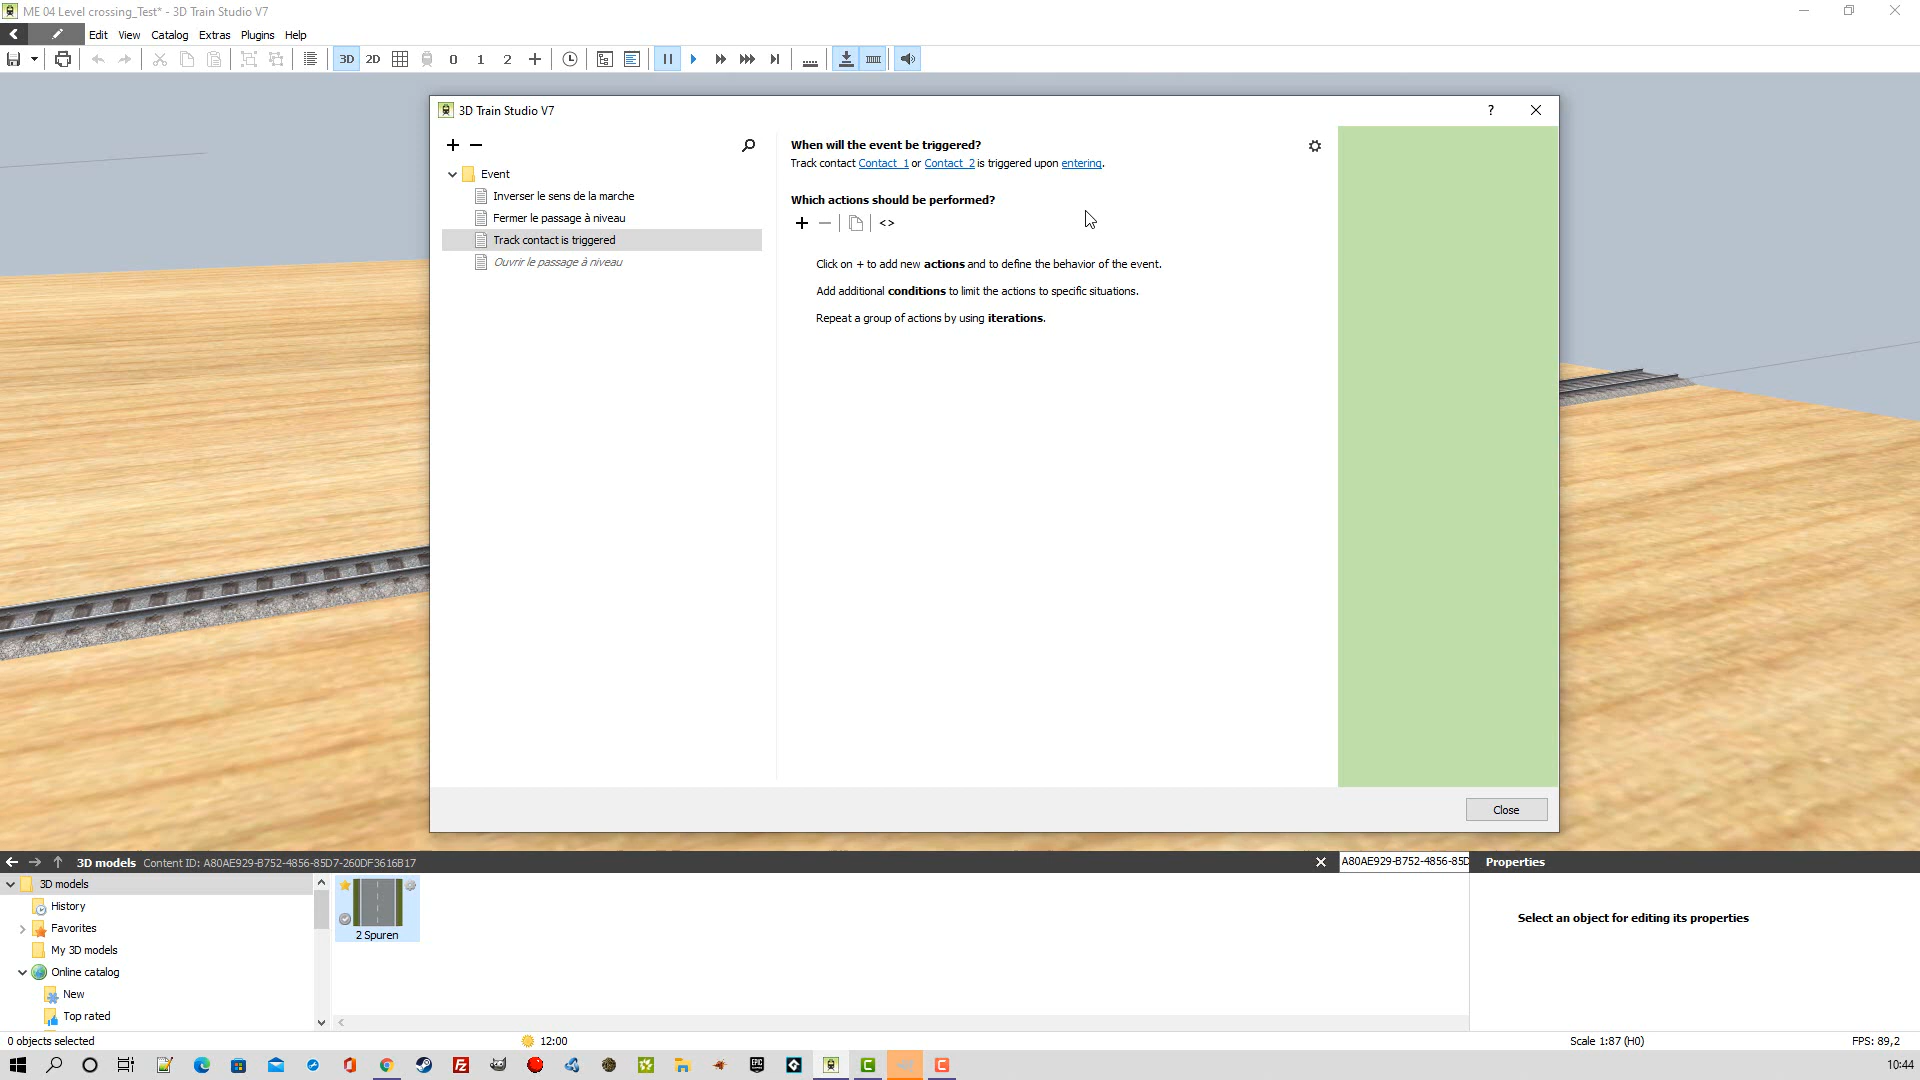 ME 04 Level crossing_Test* - 3D Train Studio V7
Edit View Catalog Extras Plugins Help
3D 2D 0 1 2
3D Train Studio V7
?
When will the event be triggered?
Track contact Contact_1 or Contact_2 is triggered upon entering.
Event
Inverser le sens de la marche
Fermer le passage à niveau
Track contact is triggered
Ouvrir le passage à niveau
Which actions should be performed?
<>
Click on + to add new actions and to define the behavior of the event.
Add additional conditions to limit the actions to specific situations.
Repeat a group of actions by using iterations.
Close
3D models Content ID: A80AE929-B752-4856-85D7-260DF3616B17
A80AE929-B752-4856-85D
Properties
3D models
History
Favorites
My 3D models
Online catalog
New
Top rated
2 Spuren
Select an object for editing its properties
0 objects selected
12:00
Scale 1:87 (H0)
FPS: 89,2
10:44